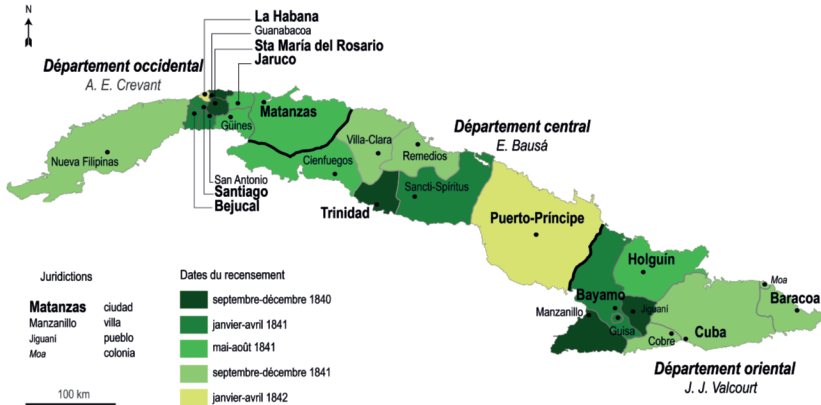 N
La Habana
Guanabacoa
Sta María del Rosario
Jaruco
Département occidental
A. E. Crevant
Matanzas
Güines
Nueva Filipinas
San Antonio
Santiago
Bejucal
Cienfuegos
Villa-Clara
Remedios
Trinidad
Sancti-Spiritus
Département central
E. Bausá
Puerto-Príncipe
Holguín
Bayamo
Manzanillo
Jiguaní
Guisa
Cobre
Cuba
Moa
Baracoa
Département oriental
J. J. Valcourt
Juridictions
Matanzas ciudad
Manzanillo villa
Jiguaní pueblo
Moa colonia
100 km
Dates du recensement
septembre-décembre 1840
janvier-avril 1841
mai-août 1841
septembre-décembre 1841
janvier-avril 1842